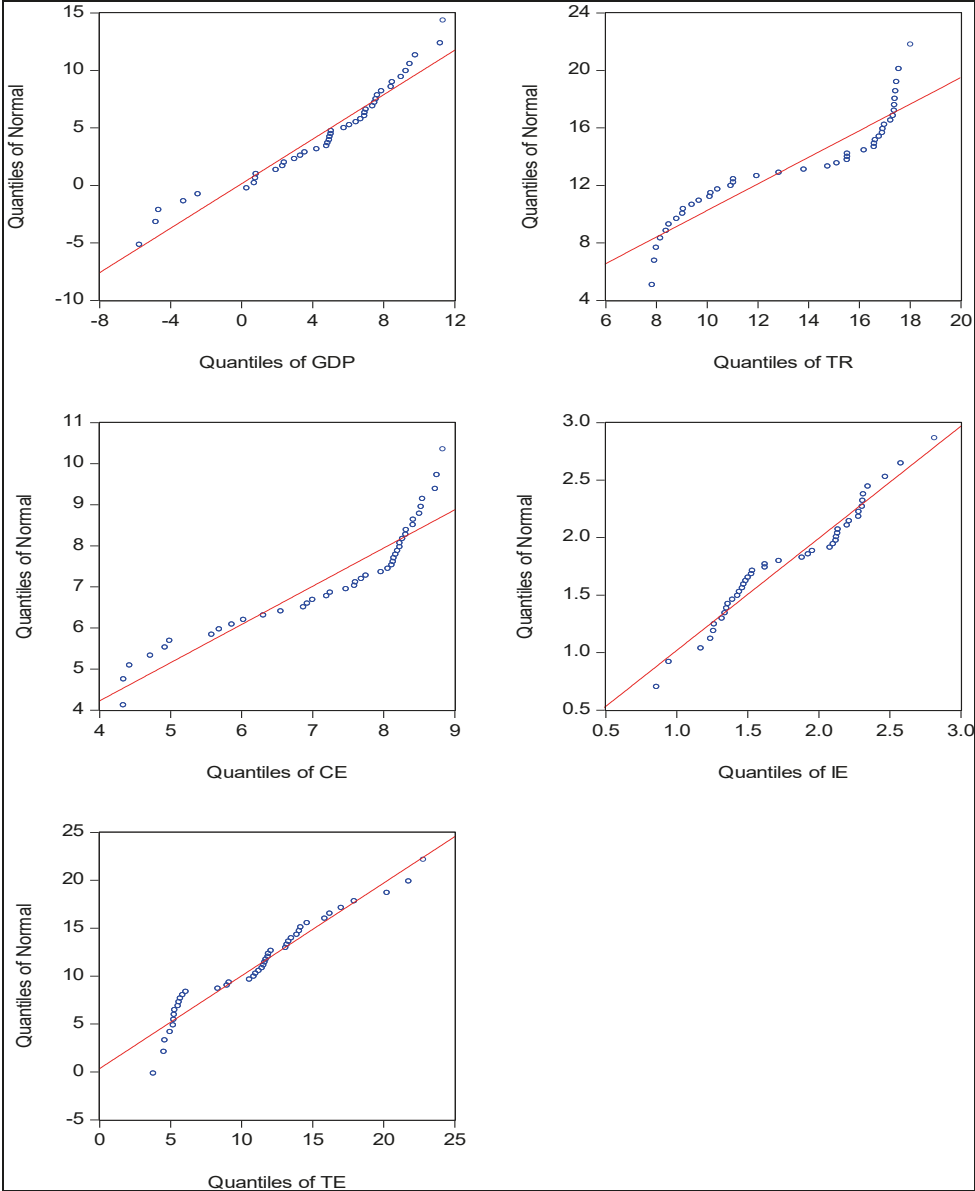 15
10
5
0
-5
-10
Quantiles of Normal
-8 -4 0 4 8 12
Quantiles of GDP
24
20
16
12
8
4
Quantiles of Normal
6 8 10 12 14 16 18 20
Quantiles of TR
11
10
9
8
7
6
5
4
Quantiles of Normal
4 5 6 7 8 9
Quantiles of CE
3.0
2.5
2.0
1.5
1.0
0.5
Quantiles of Normal
0.5 1.0 1.5 2.0 2.5 3.0
Quantiles of IE
25
20
15
10
5
0
-5
Quantiles of Normal
0 5 10 15 20 25
Quantiles of TE